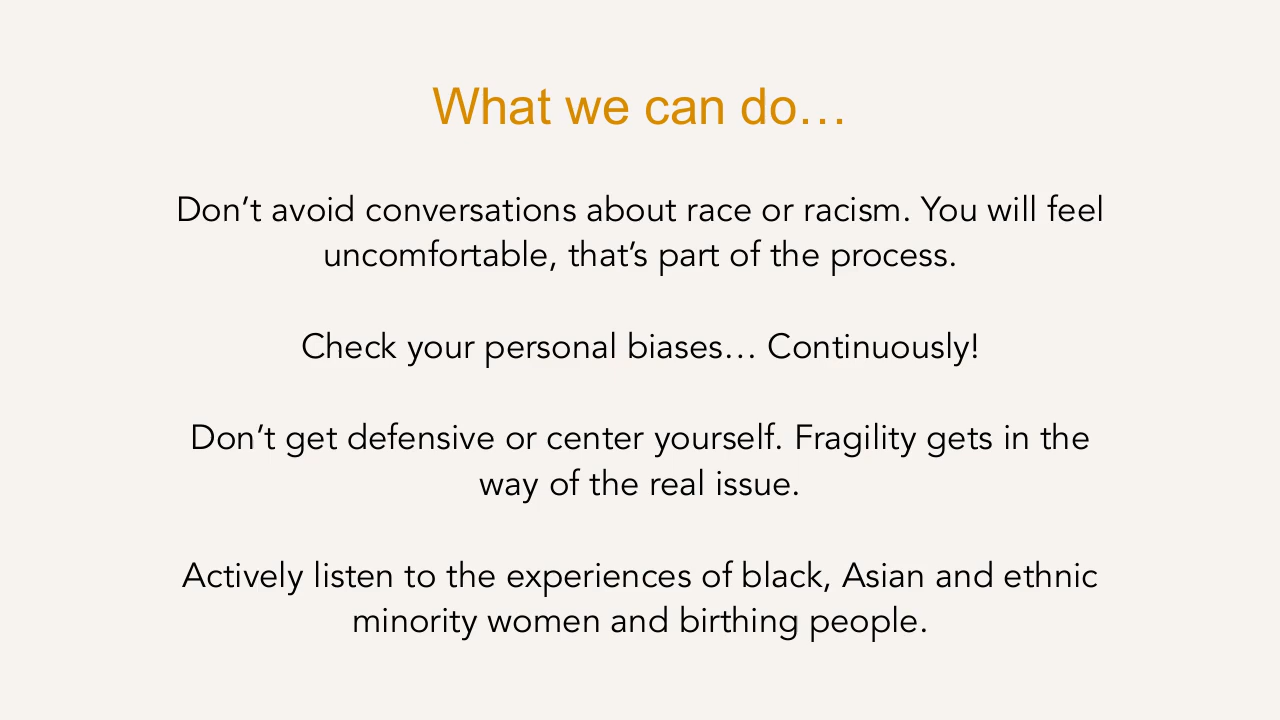 What we can do…
Don’t avoid conversations about race or racism. You will feel
uncomfortable, that’s part of the process.
Check your personal biases… Continuously!
Don’t get defensive or center yourself. Fragility gets in the
way of the real issue.
Actively listen to the experiences of black, Asian and ethnic
minority women and birthing people.